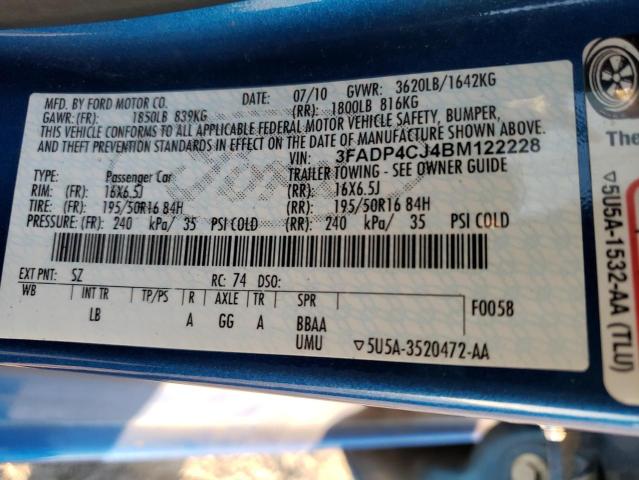 MFD. BY FORD MOTOR CO.
DATE: 07/10 GVWR: 3620LB/1642KG
GAWR: (FR): 1850LB 839KG (RR): 1800LB 816KG
THIS VEHICLE CONFORMS TO ALL APPLICABLE FEDERAL MOTOR VEHICLE SAFETY, BUMPER,
AND THEFT PREVENTION STANDARDS IN EFFECT ON THE DATE OF MANUFACTURE SHOWN ABOVE.
VIN: 3FADP4CJ4BM122228
TYPE: Passenger Car TRAILER TOWING - SEE OWNER GUIDE
RIM: (FR) 16X6.5J (RR): 16X6.5J
TIRE: (FR) 195/50R16 84H (RR): 195/50R16 84H
PRESSURE: (FR): 240 kPa/ 35 PSI COLD (RR): 240 kPa/ 35 PSI COLD
EXT PNT: SZ RC: 74 DSO:
WB INT TR TP/PS R AXLE TR SPR
LB A GG A BBAA F0058
UMU ▽5U5A-3520472-AA
▽5U5A-1532-AA (TLU)
Ford